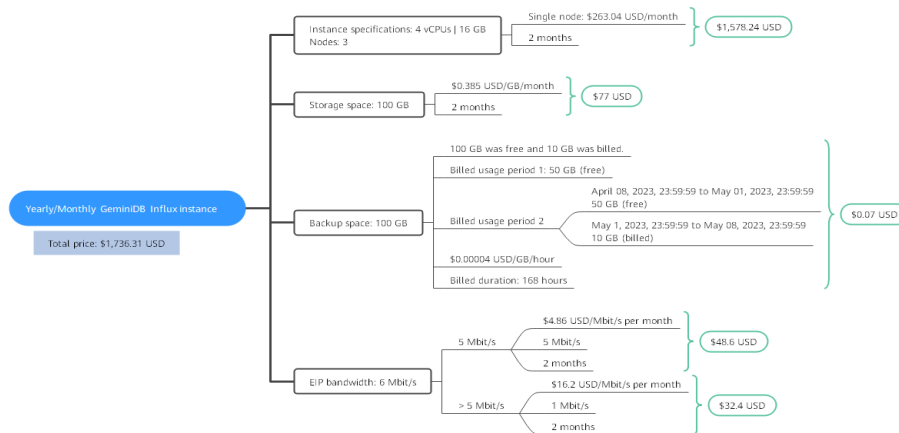 Yearly/Monthly GeminiDB Influx instance
Total price: $1,736.31 USD
Instance specifications: 4 vCPUs | 16 GB
Nodes: 3
Single node: $263.04 USD/month
2 months
$1,578.24 USD
Storage space: 100 GB
$0.385 USD/GB/month
2 months
$77 USD
Backup space: 100 GB
100 GB was free and 10 GB was billed.
Billed usage period 1: 50 GB (free)
Billed usage period 2
April 08, 2023, 23:59:59 to May 01, 2023, 23:59:59
50 GB (free)
May 1, 2023, 23:59:59 to May 08, 2023, 23:59:59
10 GB (billed)
$0.00004 USD/GB/hour
Billed duration: 168 hours
$0.07 USD
EIP bandwidth: 6 Mbit/s
5 Mbit/s
$4.86 USD/Mbit/s per month
5 Mbit/s
2 months
$48.6 USD
> 5 Mbit/s
$16.2 USD/Mbit/s per month
1 Mbit/s
2 months
$32.4 USD